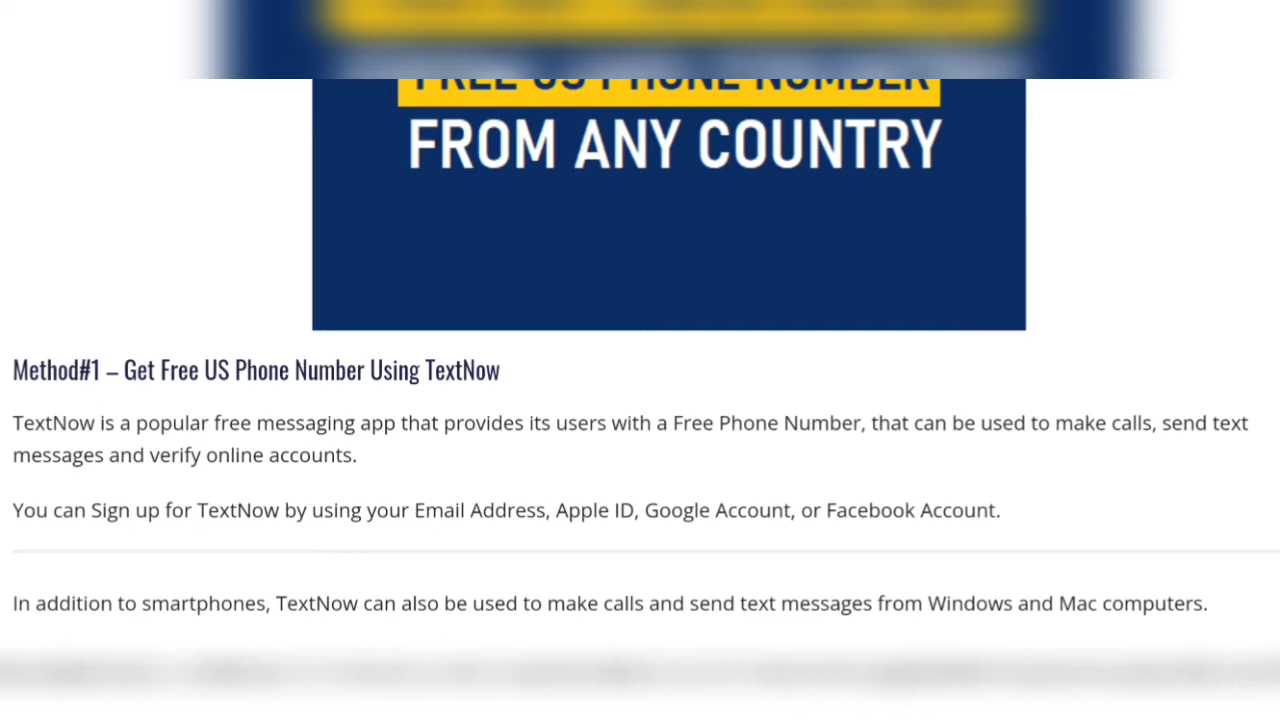 FREE US PHONE NUMBER
FROM ANY COUNTRY
Method#1 – Get Free US Phone Number Using TextNow
TextNow is a popular free messaging app that provides its users with a Free Phone Number, that can be used to make calls, send text
messages and verify online accounts.
You can Sign up for TextNow by using your Email Address, Apple ID, Google Account, or Facebook Account.
In addition to smartphones, TextNow can also be used to make calls and send text messages from Windows and Mac computers.